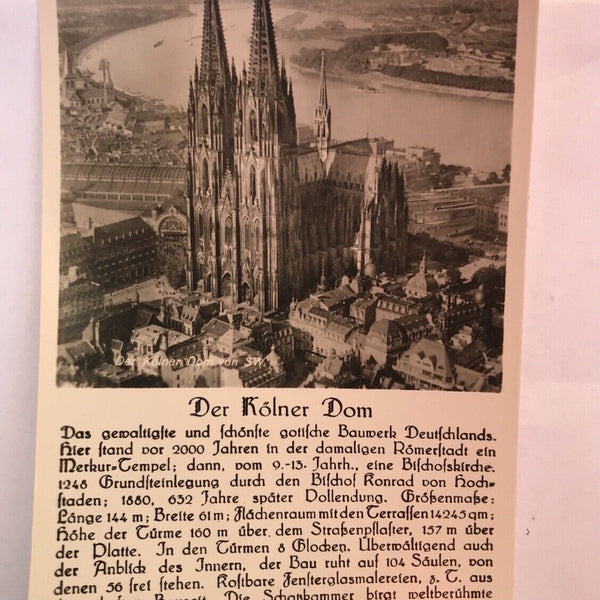 Der Kölner Dom von SW.
Der Kölner Dom
Das gewaltigste und schönste gotische Bauwerk Deutschlands.
Hier stand vor 2000 Jahren in der damaligen Römerstadt ein
Merkur-Tempel; dann, vom 9.-13. Jahrh., eine Bischofskirche.
1248 Grundsteinlegung durch den Bischof Konrad von Hoch-
staden; 1880, 632 Jahre später Vollendung. Größenmaße:
Länge 144 m; Breite 61 m; Flächenraum mit den Terrassen 14245 qm;
Höhe der Türme 160 m über dem Straßenpflaster, 157 m über
der Platte. In den Türmen 8 Glocken. Überwältigend auch
der Anblick des Innern, der Bau ruht auf 104 Säulen, von
denen 56 frei stehen. Kostbare Fensterglasmalereien, z. T. aus
Die Schatzkammer birgt weltberühmte